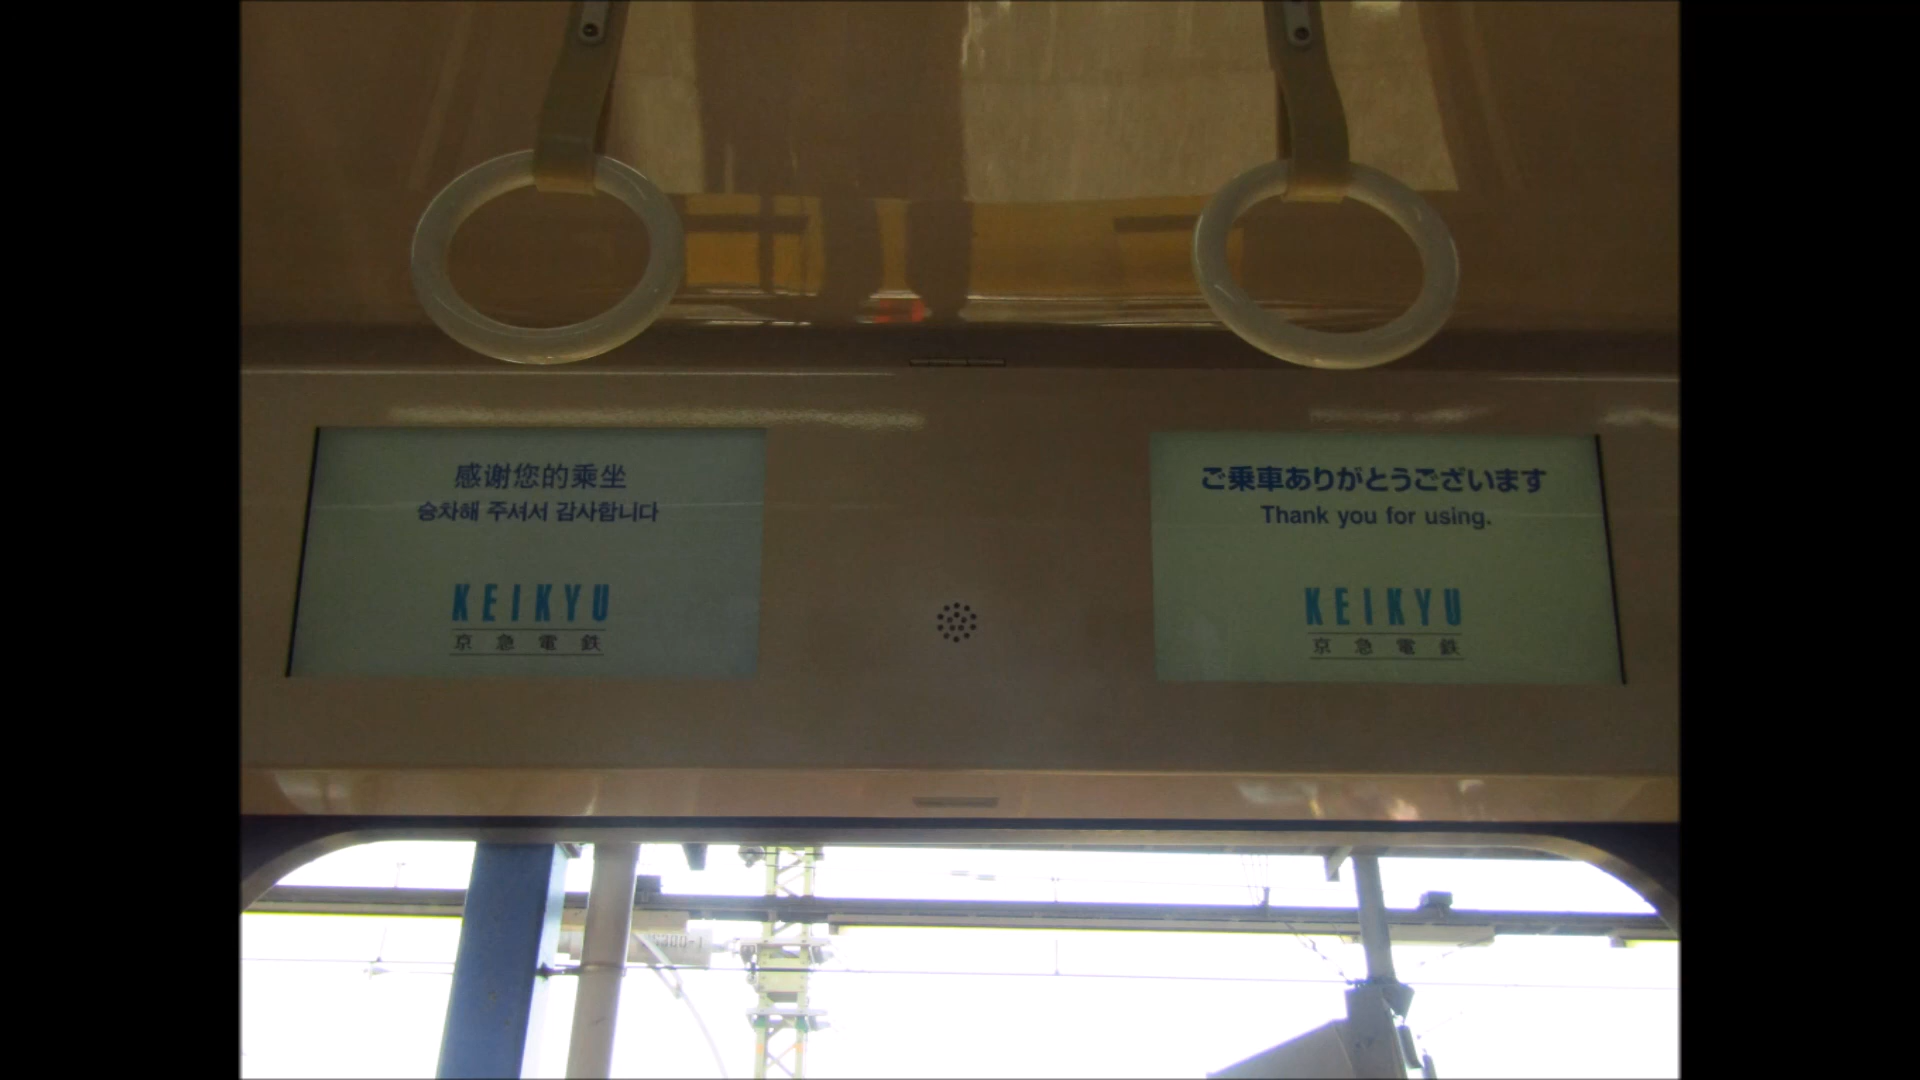 感谢您的乘坐
승차해 주셔서 감사합니다
KEIKYU
京急電鉄
ご乗車ありがとうございます
Thank you for using.
KEIKYU
京急電鉄